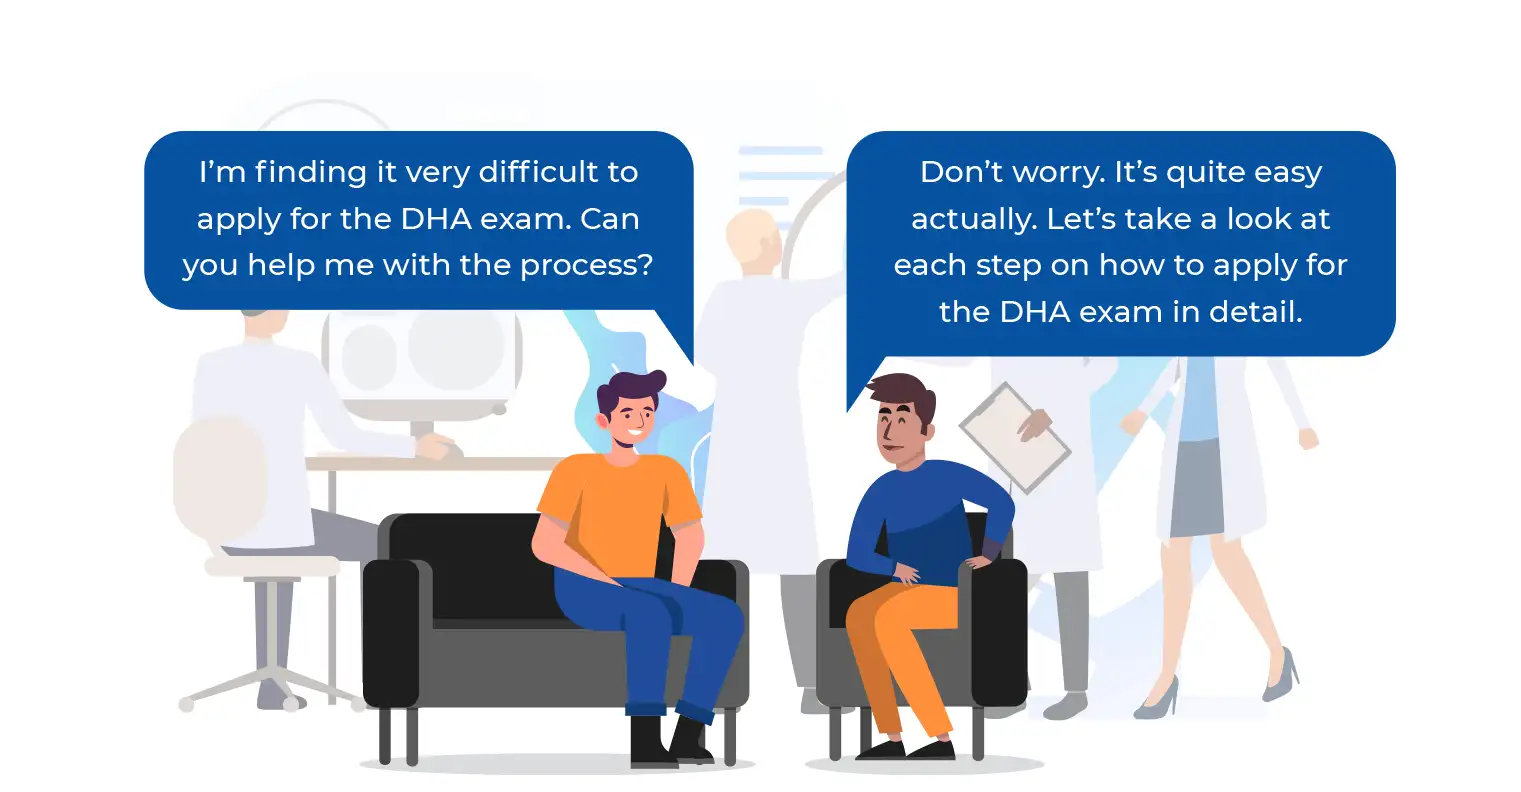 I’m finding it very difficult to
apply for the DHA exam. Can
you help me with the process?
Don’t worry. It’s quite easy
actually. Let’s take a look at
each step on how to apply for
the DHA exam in detail.